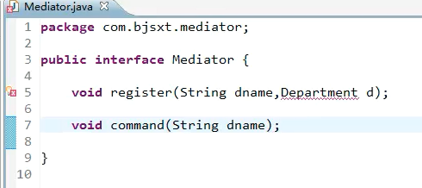 Mediator.java
1 package com.bjsxt.mediator;
2
3 public interface Mediator {
4
5 void register(String dname,Department d);
6
7 void command(String dname);
8
9 }
10